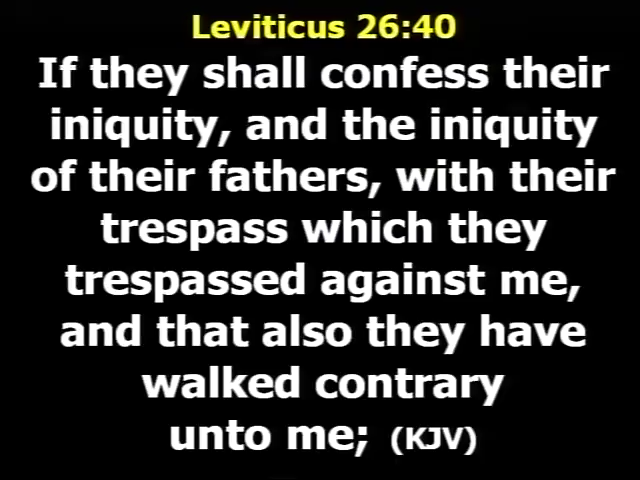 Leviticus 26:40
If they shall confess their
iniquity, and the iniquity
of their fathers, with their
trespass which they
trespassed against me,
and that also they have
walked contrary
unto me; (KJV)